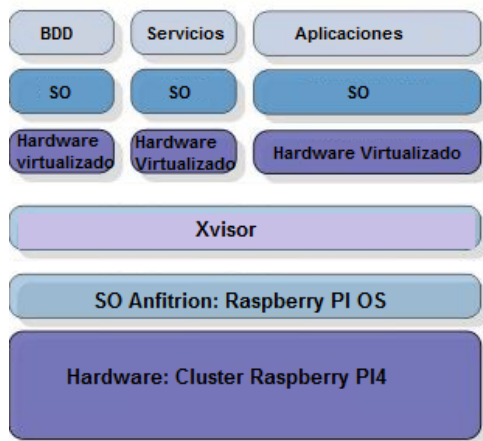 BDD
Servicios
Aplicaciones
SO
SO
SO
Hardware
virtualizado
Hardware
Virtualizado
Hardware Virtualizado
Xvisor
SO Anfitrion: Raspberry PI OS
Hardware: Cluster Raspberry PI4